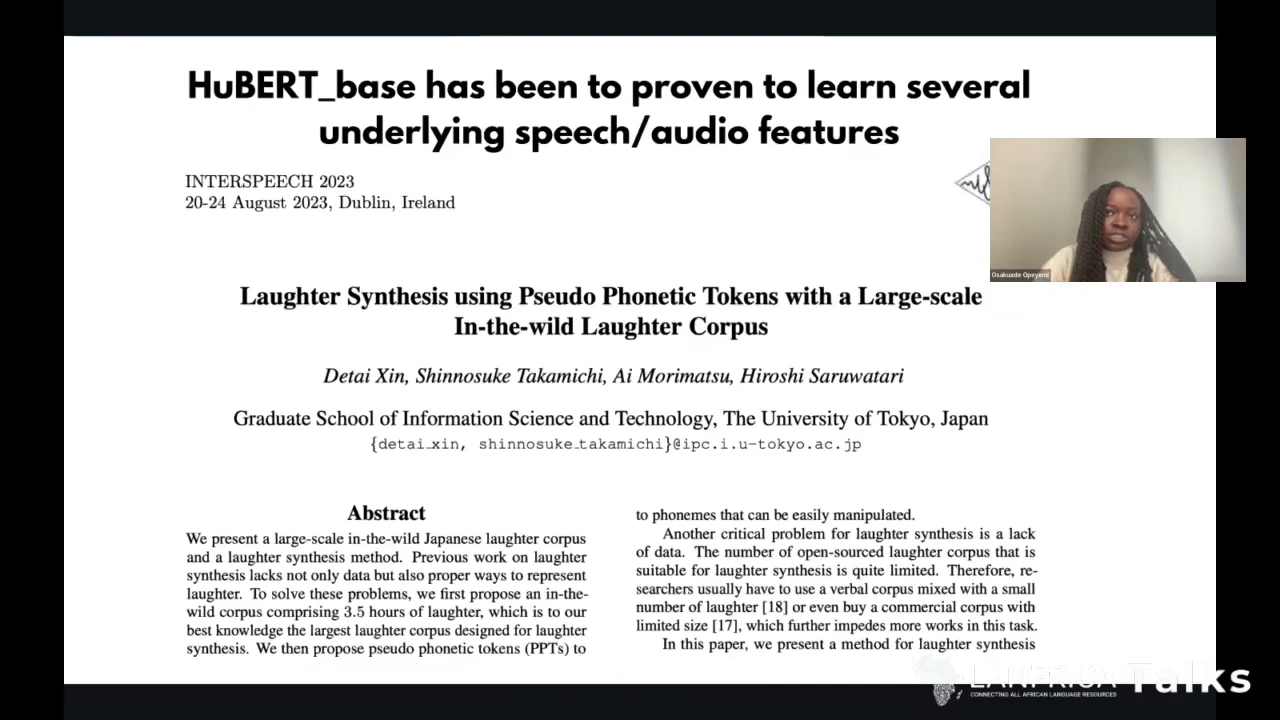 HuBERT_base has been to proven to learn several
underlying speech/audio features
INTERSPEECH 2023
20-24 August 2023, Dublin, Ireland
Laughter Synthesis using Pseudo Phonetic Tokens with a Large-scale
In-the-wild Laughter Corpus
Detai Xin, Shinnosuke Takamichi, Ai Morimatsu, Hiroshi Saruwatari
Graduate School of Information Science and Technology, The University of Tokyo, Japan
{detai_xin, shinnosuke_takamichi}@ipc.i.u-tokyo.ac.jp
Abstract
We present a large-scale in-the-wild Japanese laughter corpus
and a laughter synthesis method. Previous work on laughter
synthesis lacks not only data but also proper ways to represent
laughter. To solve these problems, we first propose an in-the-
wild corpus comprising 3.5 hours of laughter, which is to our
best knowledge the largest laughter corpus designed for laughter
synthesis. We then propose pseudo phonetic tokens (PPTs) to
to phonemes that can be easily manipulated.
Another critical problem for laughter synthesis is a lack
of data. The number of open-sourced laughter corpus that is
suitable for laughter synthesis is quite limited. Therefore, re-
searchers usually have to use a verbal corpus mixed with a small
number of laughter [18] or even buy a commercial corpus with
limited size [17], which further impedes more works in this task.
In this paper, we present a method for laughter synthesis
Osakuade Opeyemi
LANFRICA Talks
CONNECTING ALL AFRICAN LANGUAGE RESOURCES